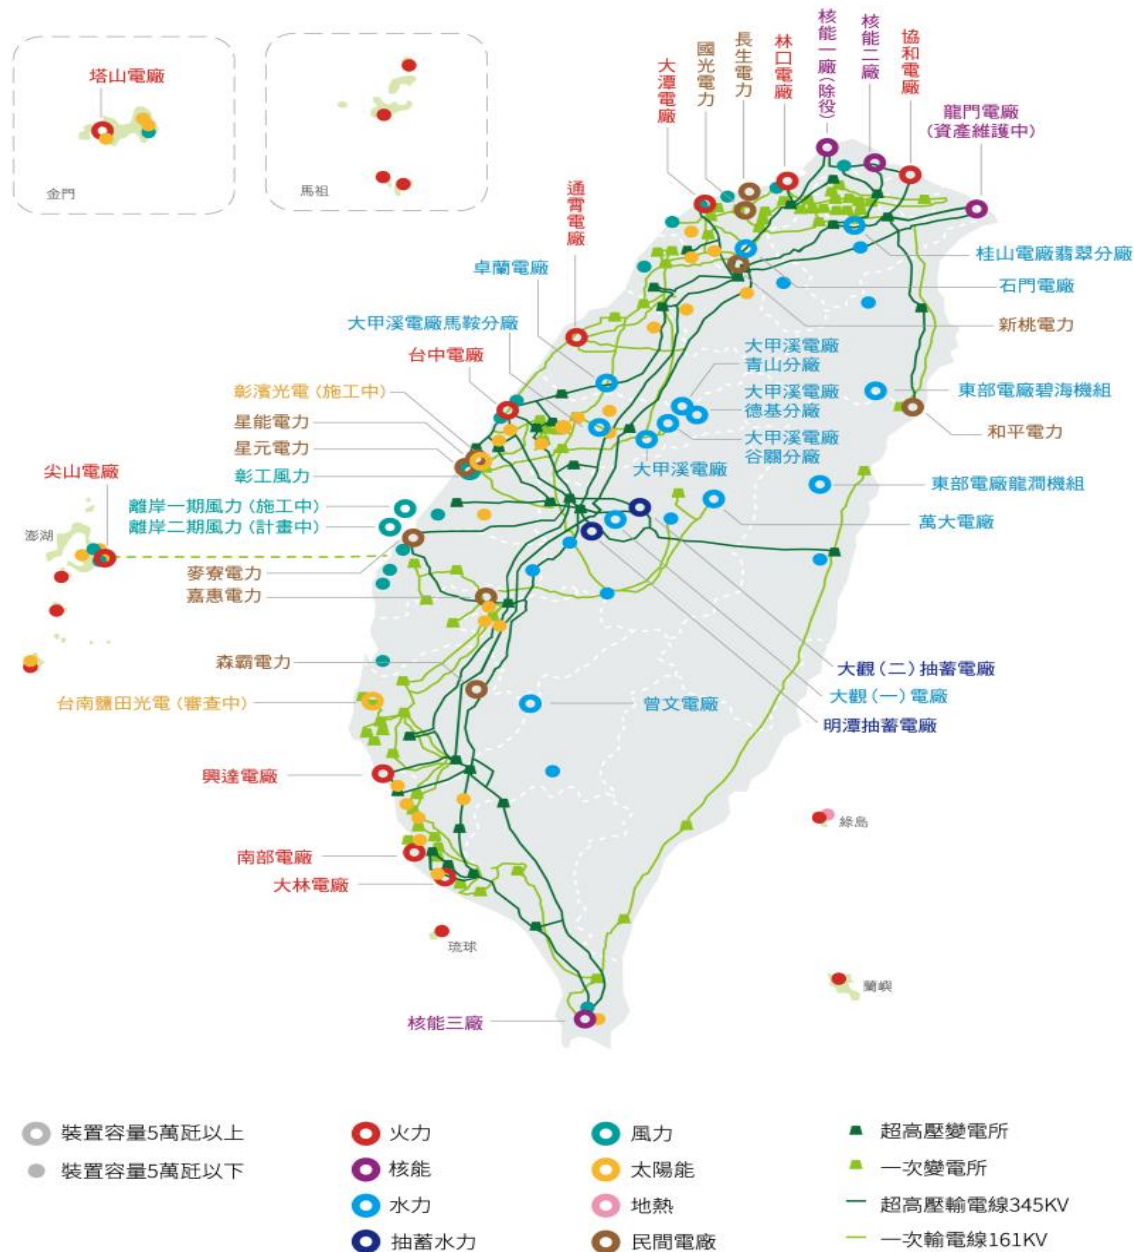 塔山電廠
金門
馬祖
大潭電廠
國光電力
長生電力
林口電廠
核能一廠(除役)
核能二廠
協和電廠
龍門電廠
(資產維護中)
通霄電廠
卓蘭電廠
大甲溪電廠馬鞍分廠
台中電廠
彰濱光電(施工中)
星能電力
星元電力
彰工風力
離岸一期風力(施工中)
離岸二期風力(計畫中)
尖山電廠
澎湖
麥寮電力
嘉惠電力
森霸電力
台南鹽田光電(審查中)
興達電廠
南部電廠
大林電廠
琉球
核能三廠
桂山電廠翡翠分廠
石門電廠
新桃電力
大甲溪電廠
青山分廠
大甲溪電廠
德基分廠
大甲溪電廠
谷關分廠
大甲溪電廠
東部電廠碧海機組
和平電力
東部電廠龍澗機組
萬大電廠
大觀(二)抽蓄電廠
大觀(一)電廠
明潭抽蓄電廠
曾文電廠
綠島
蘭嶼
裝置容量5萬瓩以上
裝置容量5萬瓩以下
火力
核能
水力
抽蓄水力
風力
太陽能
地熱
民間電廠
超高壓變電所
一次變電所
超高壓輸電線345KV
一次輸電線161KV